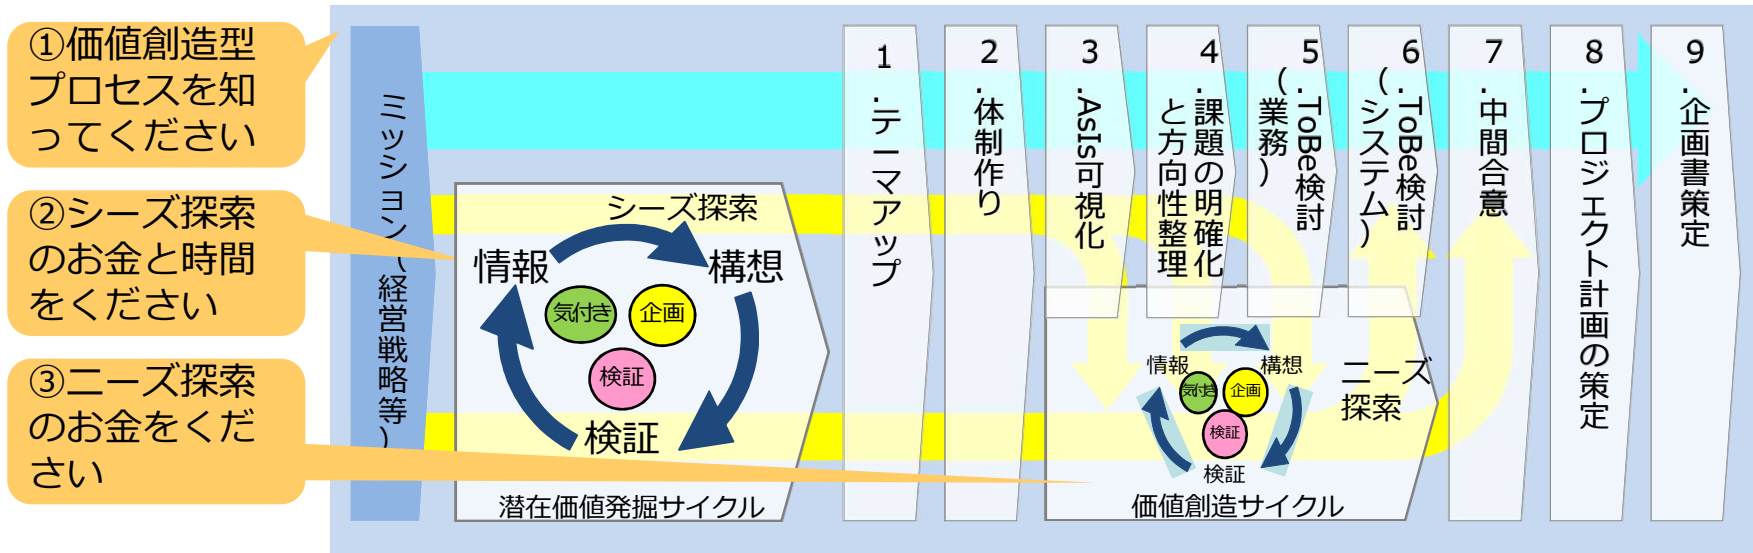 ①価値創造型
プロセスを知
ってください
②シーズ探索
のお金と時間
をください
③ニーズ探索
のお金をくだ
さい
ミッション(経営戦略等)
シーズ探索
情報
構想
気付き
企画
検証
検証
潜在価値発掘サイクル
1.テーマアップ
2.体制作り
3.AsIs可視化
4.課題の明確化
と方向性整理
5.ToBe検討
(業務)
6.ToBe検討
(システム)
情報
構想
気付き
企画
検証
検証
ニーズ
探索
価値創造サイクル
7.中間合意
8.プロジェクト計画の策定
9.企画書策定